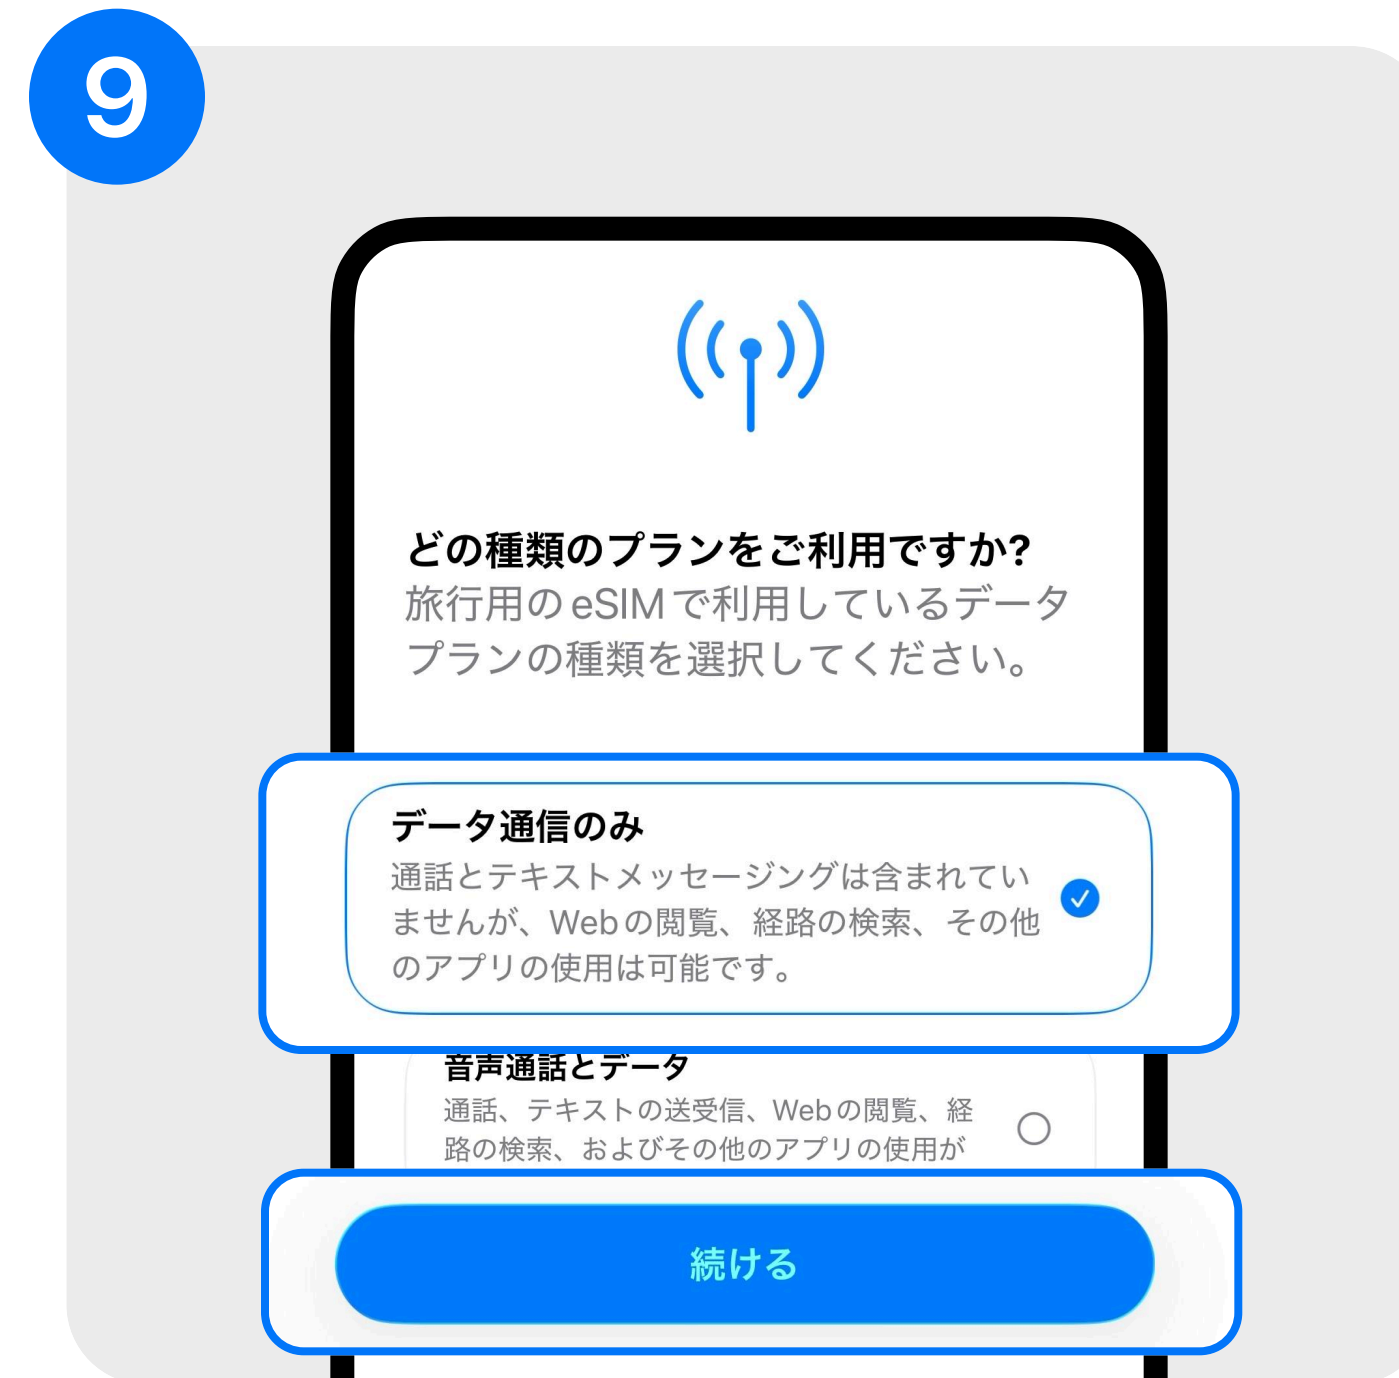 9
どの種類のプランをご利用ですか?
旅行用のeSIMで利用しているデータ
プランの種類を選択してください。
データ通信のみ
通話とテキストメッセージングは含まれてい
ませんが、Webの閲覧、経路の検索、その他
のアプリの使用は可能です。
音声通話とデータ
通話、テキストの送受信、Webの閲覧、経
路の検索、およびその他のアプリの使用が
続ける